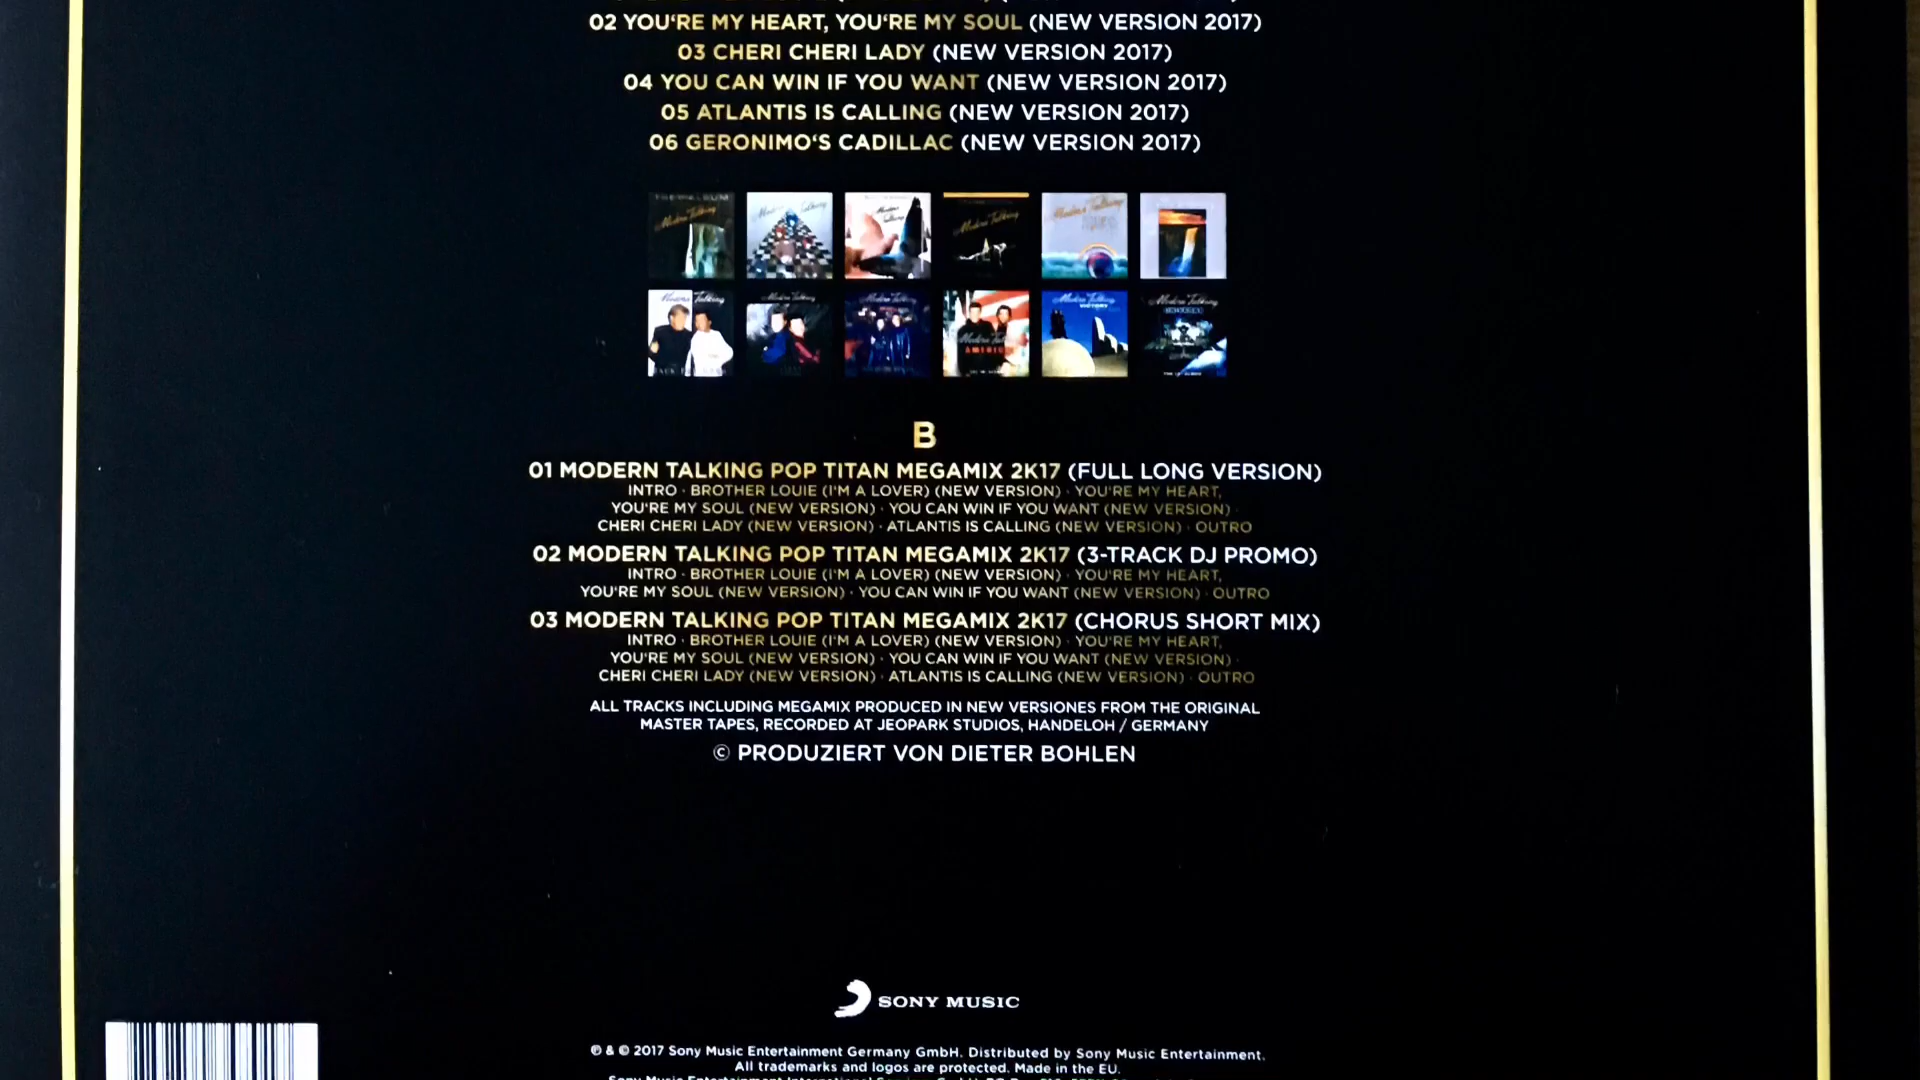 02 YOU‘RE MY HEART, YOU‘RE MY SOUL (NEW VERSION 2017)
03 CHERI CHERI LADY (NEW VERSION 2017)
04 YOU CAN WIN IF YOU WANT (NEW VERSION 2017)
05 ATLANTIS IS CALLING (NEW VERSION 2017)
06 GERONIMO‘S CADILLAC (NEW VERSION 2017)
Modern Talking
VICTORY
B
01 MODERN TALKING POP TITAN MEGAMIX 2K17 (FULL LONG VERSION)
INTRO · BROTHER LOUIE (I‘M A LOVER) (NEW VERSION) · YOU‘RE MY HEART,
YOU‘RE MY SOUL (NEW VERSION) · YOU CAN WIN IF YOU WANT (NEW VERSION) ·
CHERI CHERI LADY (NEW VERSION) · ATLANTIS IS CALLING (NEW VERSION) · OUTRO
02 MODERN TALKING POP TITAN MEGAMIX 2K17 (3-TRACK DJ PROMO)
INTRO · BROTHER LOUIE (I‘M A LOVER) (NEW VERSION) · YOU‘RE MY HEART,
YOU‘RE MY SOUL (NEW VERSION) · YOU CAN WIN IF YOU WANT (NEW VERSION) · OUTRO
03 MODERN TALKING POP TITAN MEGAMIX 2K17 (CHORUS SHORT MIX)
INTRO · BROTHER LOUIE (I‘M A LOVER) (NEW VERSION) · YOU‘RE MY HEART,
YOU‘RE MY SOUL (NEW VERSION) · YOU CAN WIN IF YOU WANT (NEW VERSION) ·
CHERI CHERI LADY (NEW VERSION) · ATLANTIS IS CALLING (NEW VERSION) · OUTRO
ALL TRACKS INCLUDING MEGAMIX PRODUCED IN NEW VERSIONES FROM THE ORIGINAL
MASTER TAPES, RECORDED AT JEOPARK STUDIOS, HANDELOH / GERMANY
© PRODUZIERT VON DIETER BOHLEN
SONY MUSIC
℗ & © 2017 Sony Music Entertainment Germany GmbH. Distributed by Sony Music Entertainment.
All trademarks and logos are protected. Made in the EU.